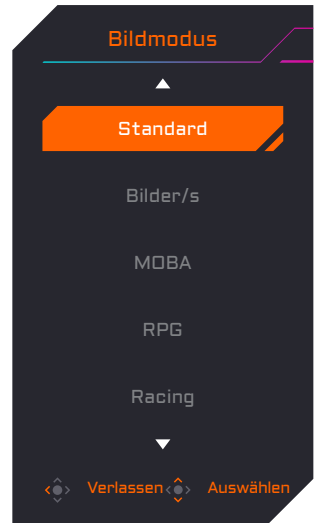 Bildmodus
Standard
Bilder/s
MOBA
RPG
Racing
Verlassen Auswählen